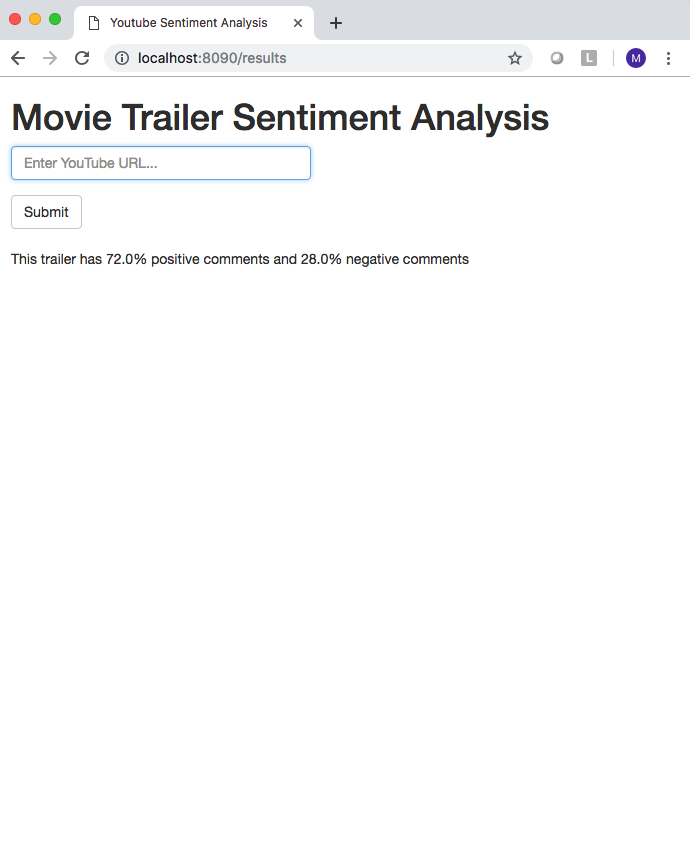 Youtube Sentiment Analysis
localhost:8090/results
L
M
Movie Trailer Sentiment Analysis
Enter YouTube URL...
Submit
This trailer has 72.0% positive comments and 28.0% negative comments